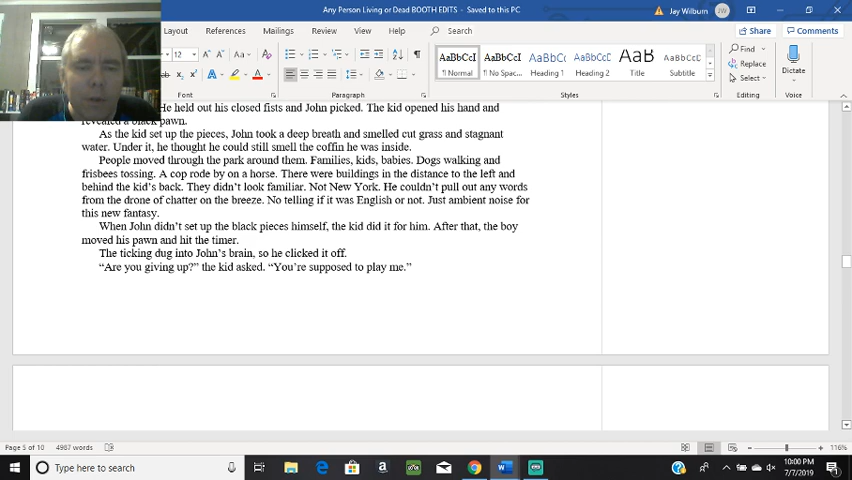 Any Person Living or Dead BOOTH EDITS - Saved to this PC
Jay Wilburn
JW
Layout References Mailings Review View Help Search
Share Comments
12
Aa
Find
Replace
Dictate
AaBbCcI AaBbCcI AaBbCcI AaBbCcI AaBbC AaBbCcI
¶ Normal ¶ No Spac... Heading 1 Heading 2 Title Subtitle
Font Paragraph Styles Editing Voice
He held out his closed fists and John picked. The kid opened his hand and
revealed a black pawn.
As the kid set up the pieces, John took a deep breath and smelled cut grass and stagnant
water. Under it, he thought he could still smell the coffin he was inside.
People moved through the park around them. Families, kids, babies. Dogs walking and
frisbees tossing. A cop rode by on a horse. There were buildings in the distance to the left and
behind the kid's back. They didn't look familiar. Not New York. He couldn't pull out any words
from the drone of chatter on the breeze. No telling if it was English or not. Just ambient noise for
this new fantasy.
When John didn't set up the black pieces himself, the kid did it for him. After that, the boy
moved his pawn and hit the timer.
The ticking dug into John's brain, so he clicked it off.
“Are you giving up?” the kid asked. “You're supposed to play me.”
Page 5 of 10 4987 words
116%
Type here to search
10:00 PM
7/7/2019